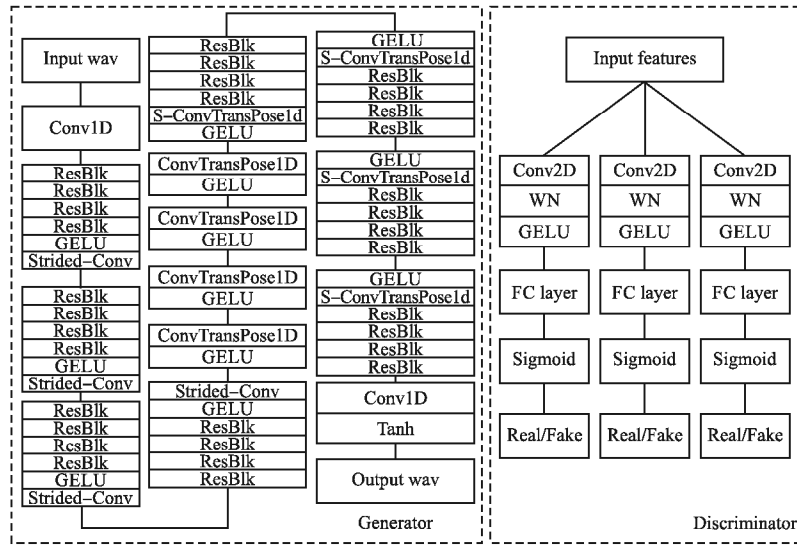 Input wav
Conv1D
ResBlk
ResBlk
ResBlk
ResBlk
GELU
Strided-Conv
ResBlk
ResBlk
ResBlk
ResBlk
GELU
Strided-Conv
ResBlk
ResBlk
ResBlk
ResBlk
GELU
Strided-Conv
ResBlk
ResBlk
ResBlk
ResBlk
S-ConvTransPose1d
GELU
ConvTransPose1D
GELU
ConvTransPose1D
GELU
ConvTransPose1D
GELU
ConvTransPose1D
GELU
Strided-Conv
GELU
ResBlk
ResBlk
ResBlk
ResBlk
GELU
S-ConvTransPose1d
ResBlk
ResBlk
ResBlk
ResBlk
GELU
S-ConvTransPose1d
ResBlk
ResBlk
ResBlk
ResBlk
GELU
S-ConvTransPose1d
ResBlk
ResBlk
ResBlk
ResBlk
Conv1D
Tanh
Output wav
Generator
Input features
Conv2D Conv2D Conv2D
WN WN WN
GELU GELU GELU
FC layer FC layer FC layer
Sigmoid Sigmoid Sigmoid
Real/Fake Real/Fake Real/Fake
Discriminator